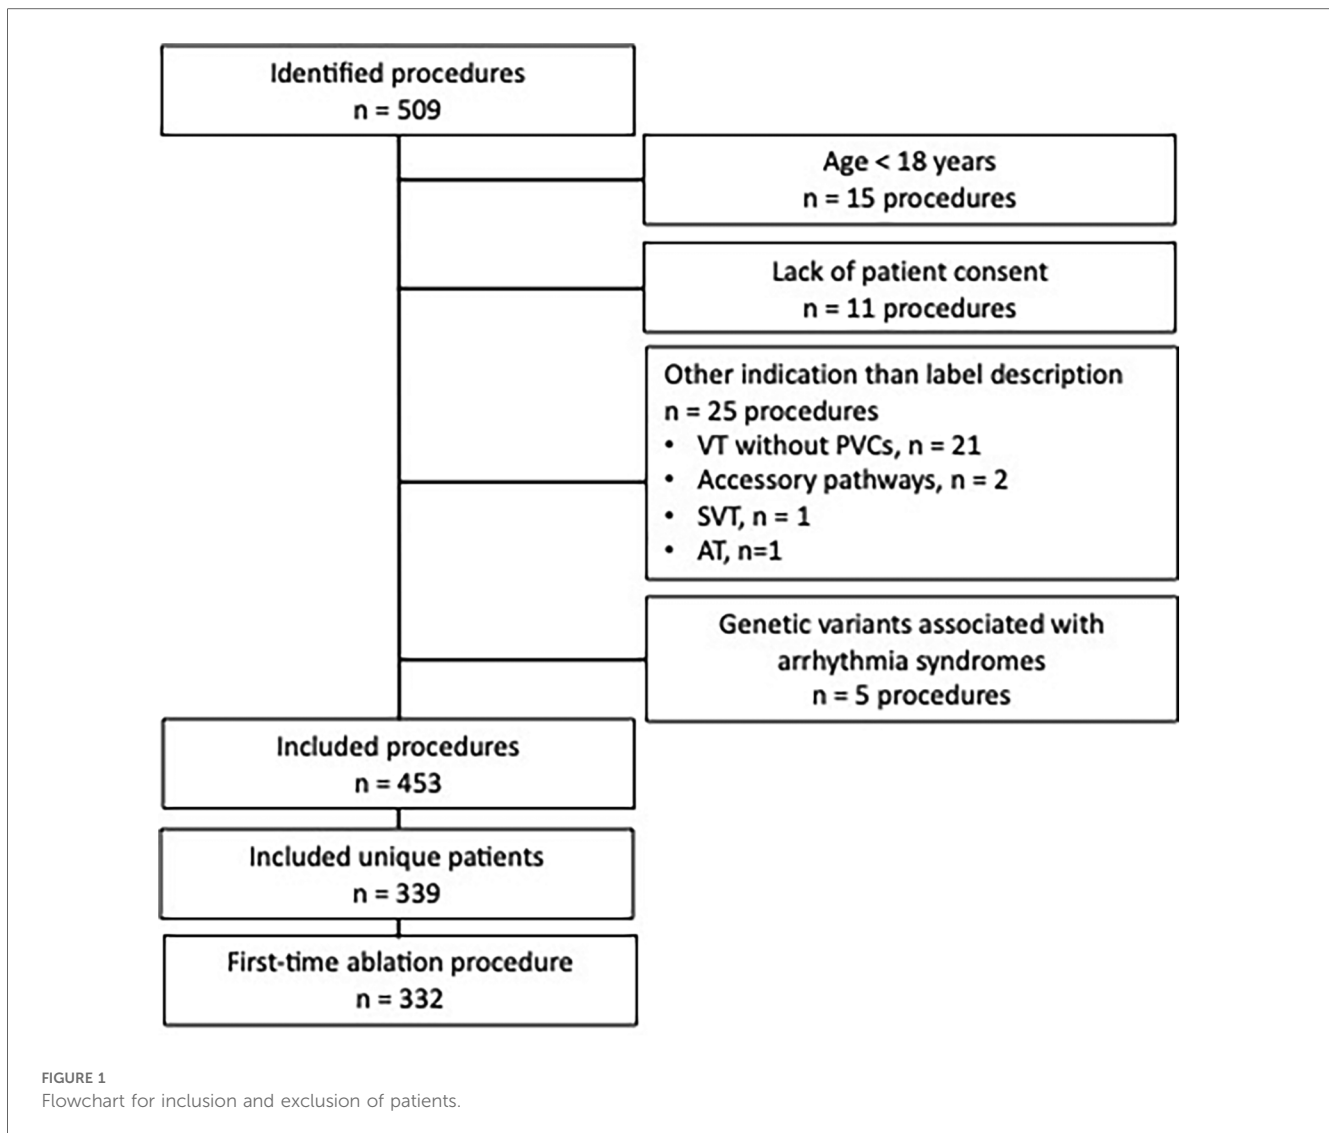 Identified procedures
n = 509
Age < 18 years
n = 15 procedures
Lack of patient consent
n = 11 procedures
Other indication than label description
n = 25 procedures
• VT without PVCs, n = 21
• Accessory pathways, n = 2
• SVT, n = 1
• AT, n=1
Genetic variants associated with
arrhythmia syndromes
n = 5 procedures
Included procedures
n = 453
Included unique patients
n = 339
First-time ablation procedure
n = 332
FIGURE 1
Flowchart for inclusion and exclusion of patients.